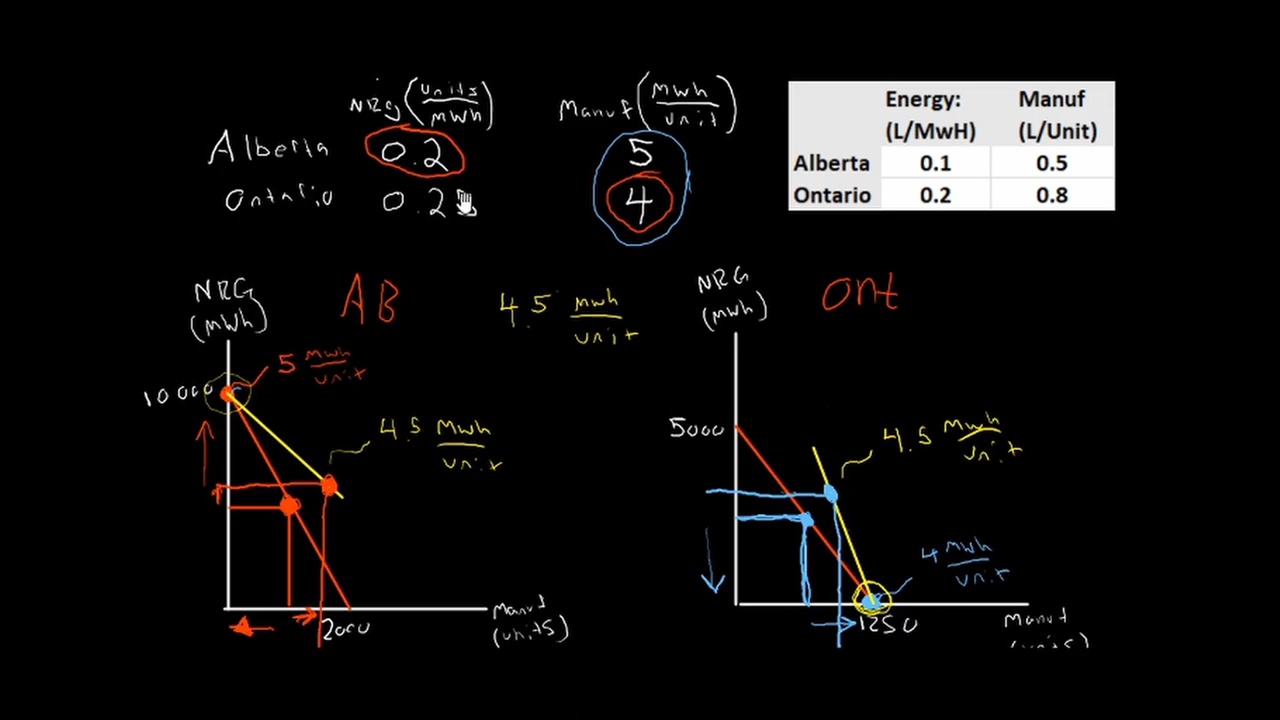 NRG (units/MWH) Manuf (MWh/unit)
Alberta 0.2 5
Ontario 0.2 4
Energy: Manuf
(L/MwH) (L/Unit)
Alberta 0.1 0.5
Ontario 0.2 0.8
NRG
(MWh)
AB
4.5 Mwh/unit
NRG
(MWh)
Ont
5 Mwh/unit
10 000
4.5 Mwh/unit
5000
4.5 Mwh/unit
4 Mwh/unit
2000
Manuf
(units)
1250
Manuf
(units)